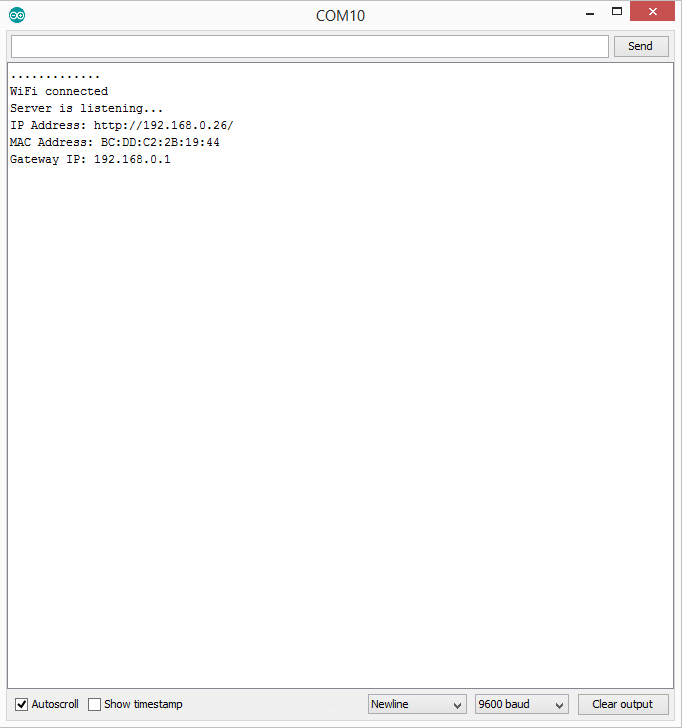 COM10
Send
.............
WiFi connected
Server is listening...
IP Address: http://192.168.0.26/
MAC Address: BC:DD:C2:2B:19:44
Gateway IP: 192.168.0.1
Autoscroll Show timestamp Newline 9600 baud Clear output